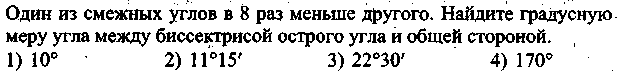 Один из смежных углов в 8 раз меньше другого. Найдите градусную
меру угла между биссектрисой острого угла и общей стороной.
1) 10° 2) 11°15′ 3) 22°30′ 4) 170°